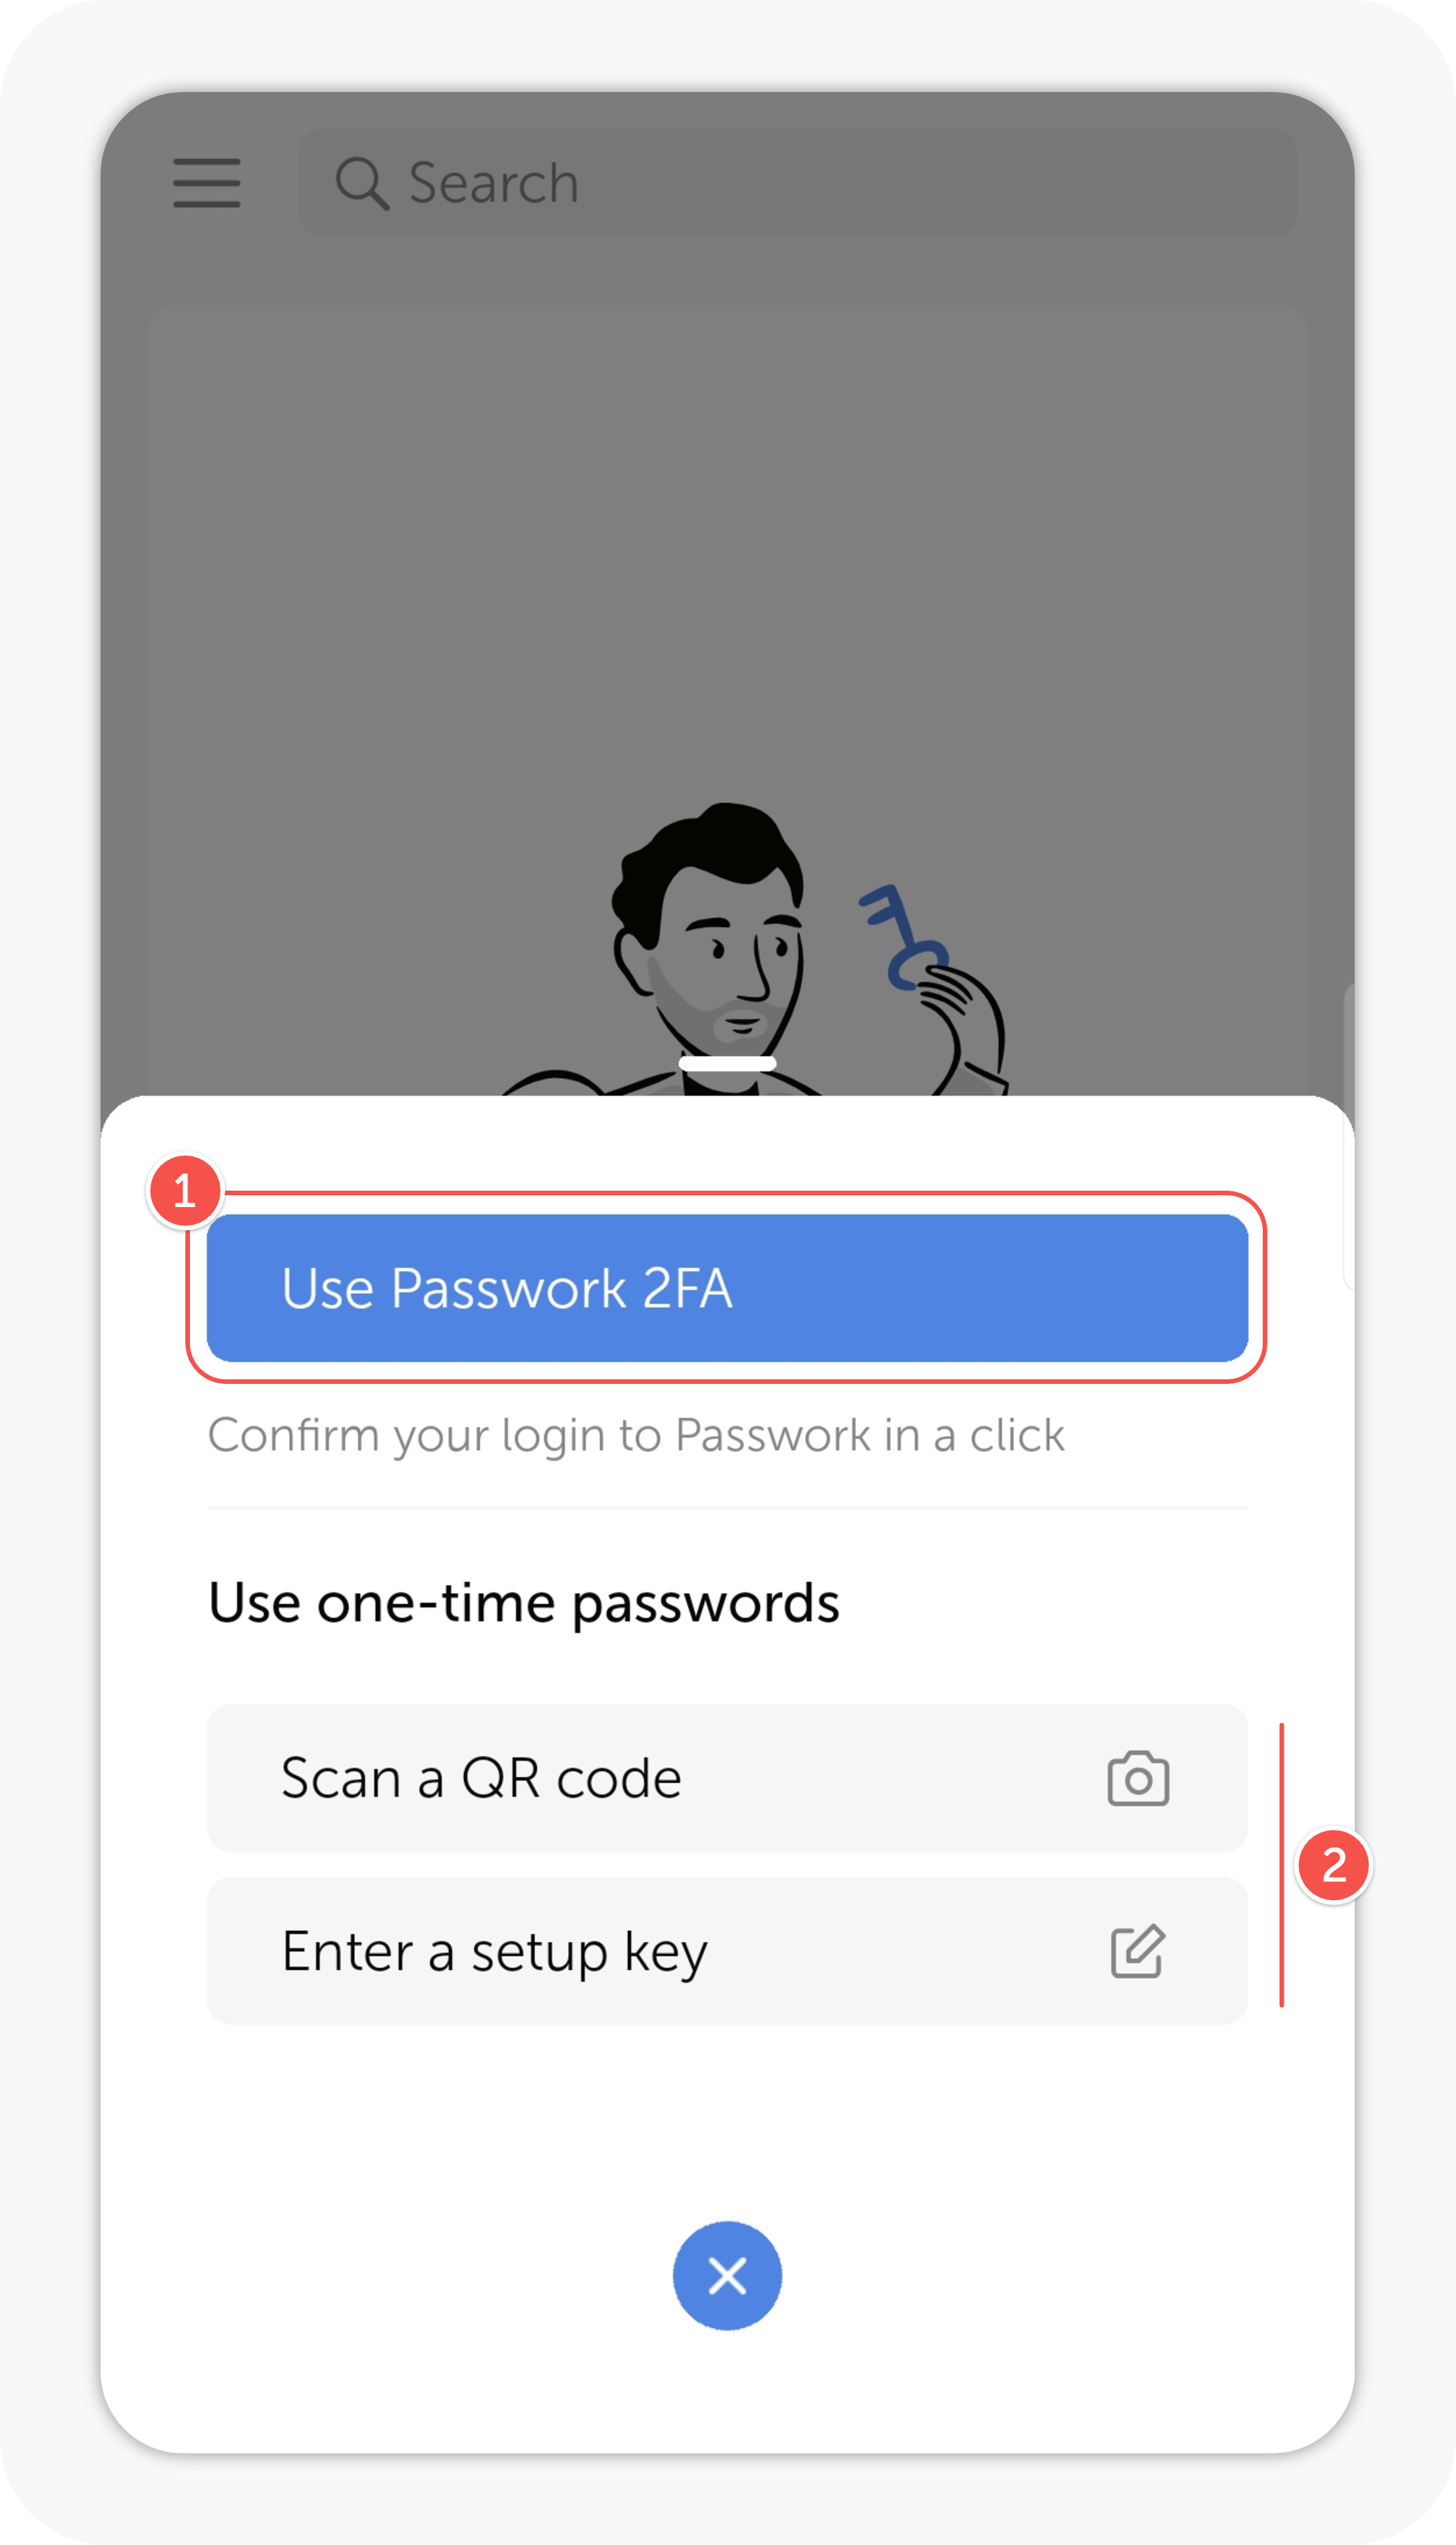 Search
1
Use Passwork 2FA
Confirm your login to Passwork in a click
Use one-time passwords
Scan a QR code
2
Enter a setup key